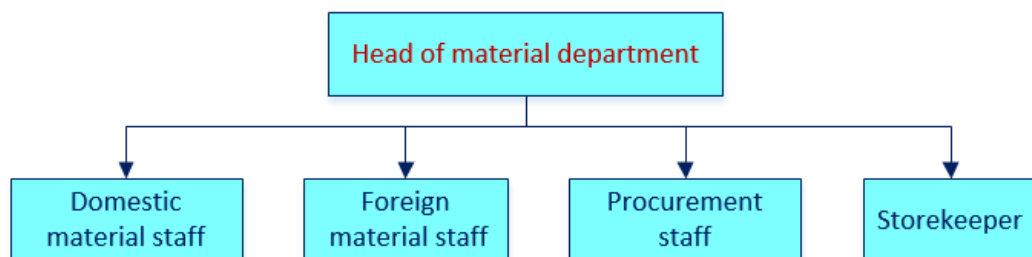 Head of material department
Domestic
material staff
Foreign
material staff
Procurement
staff
Storekeeper